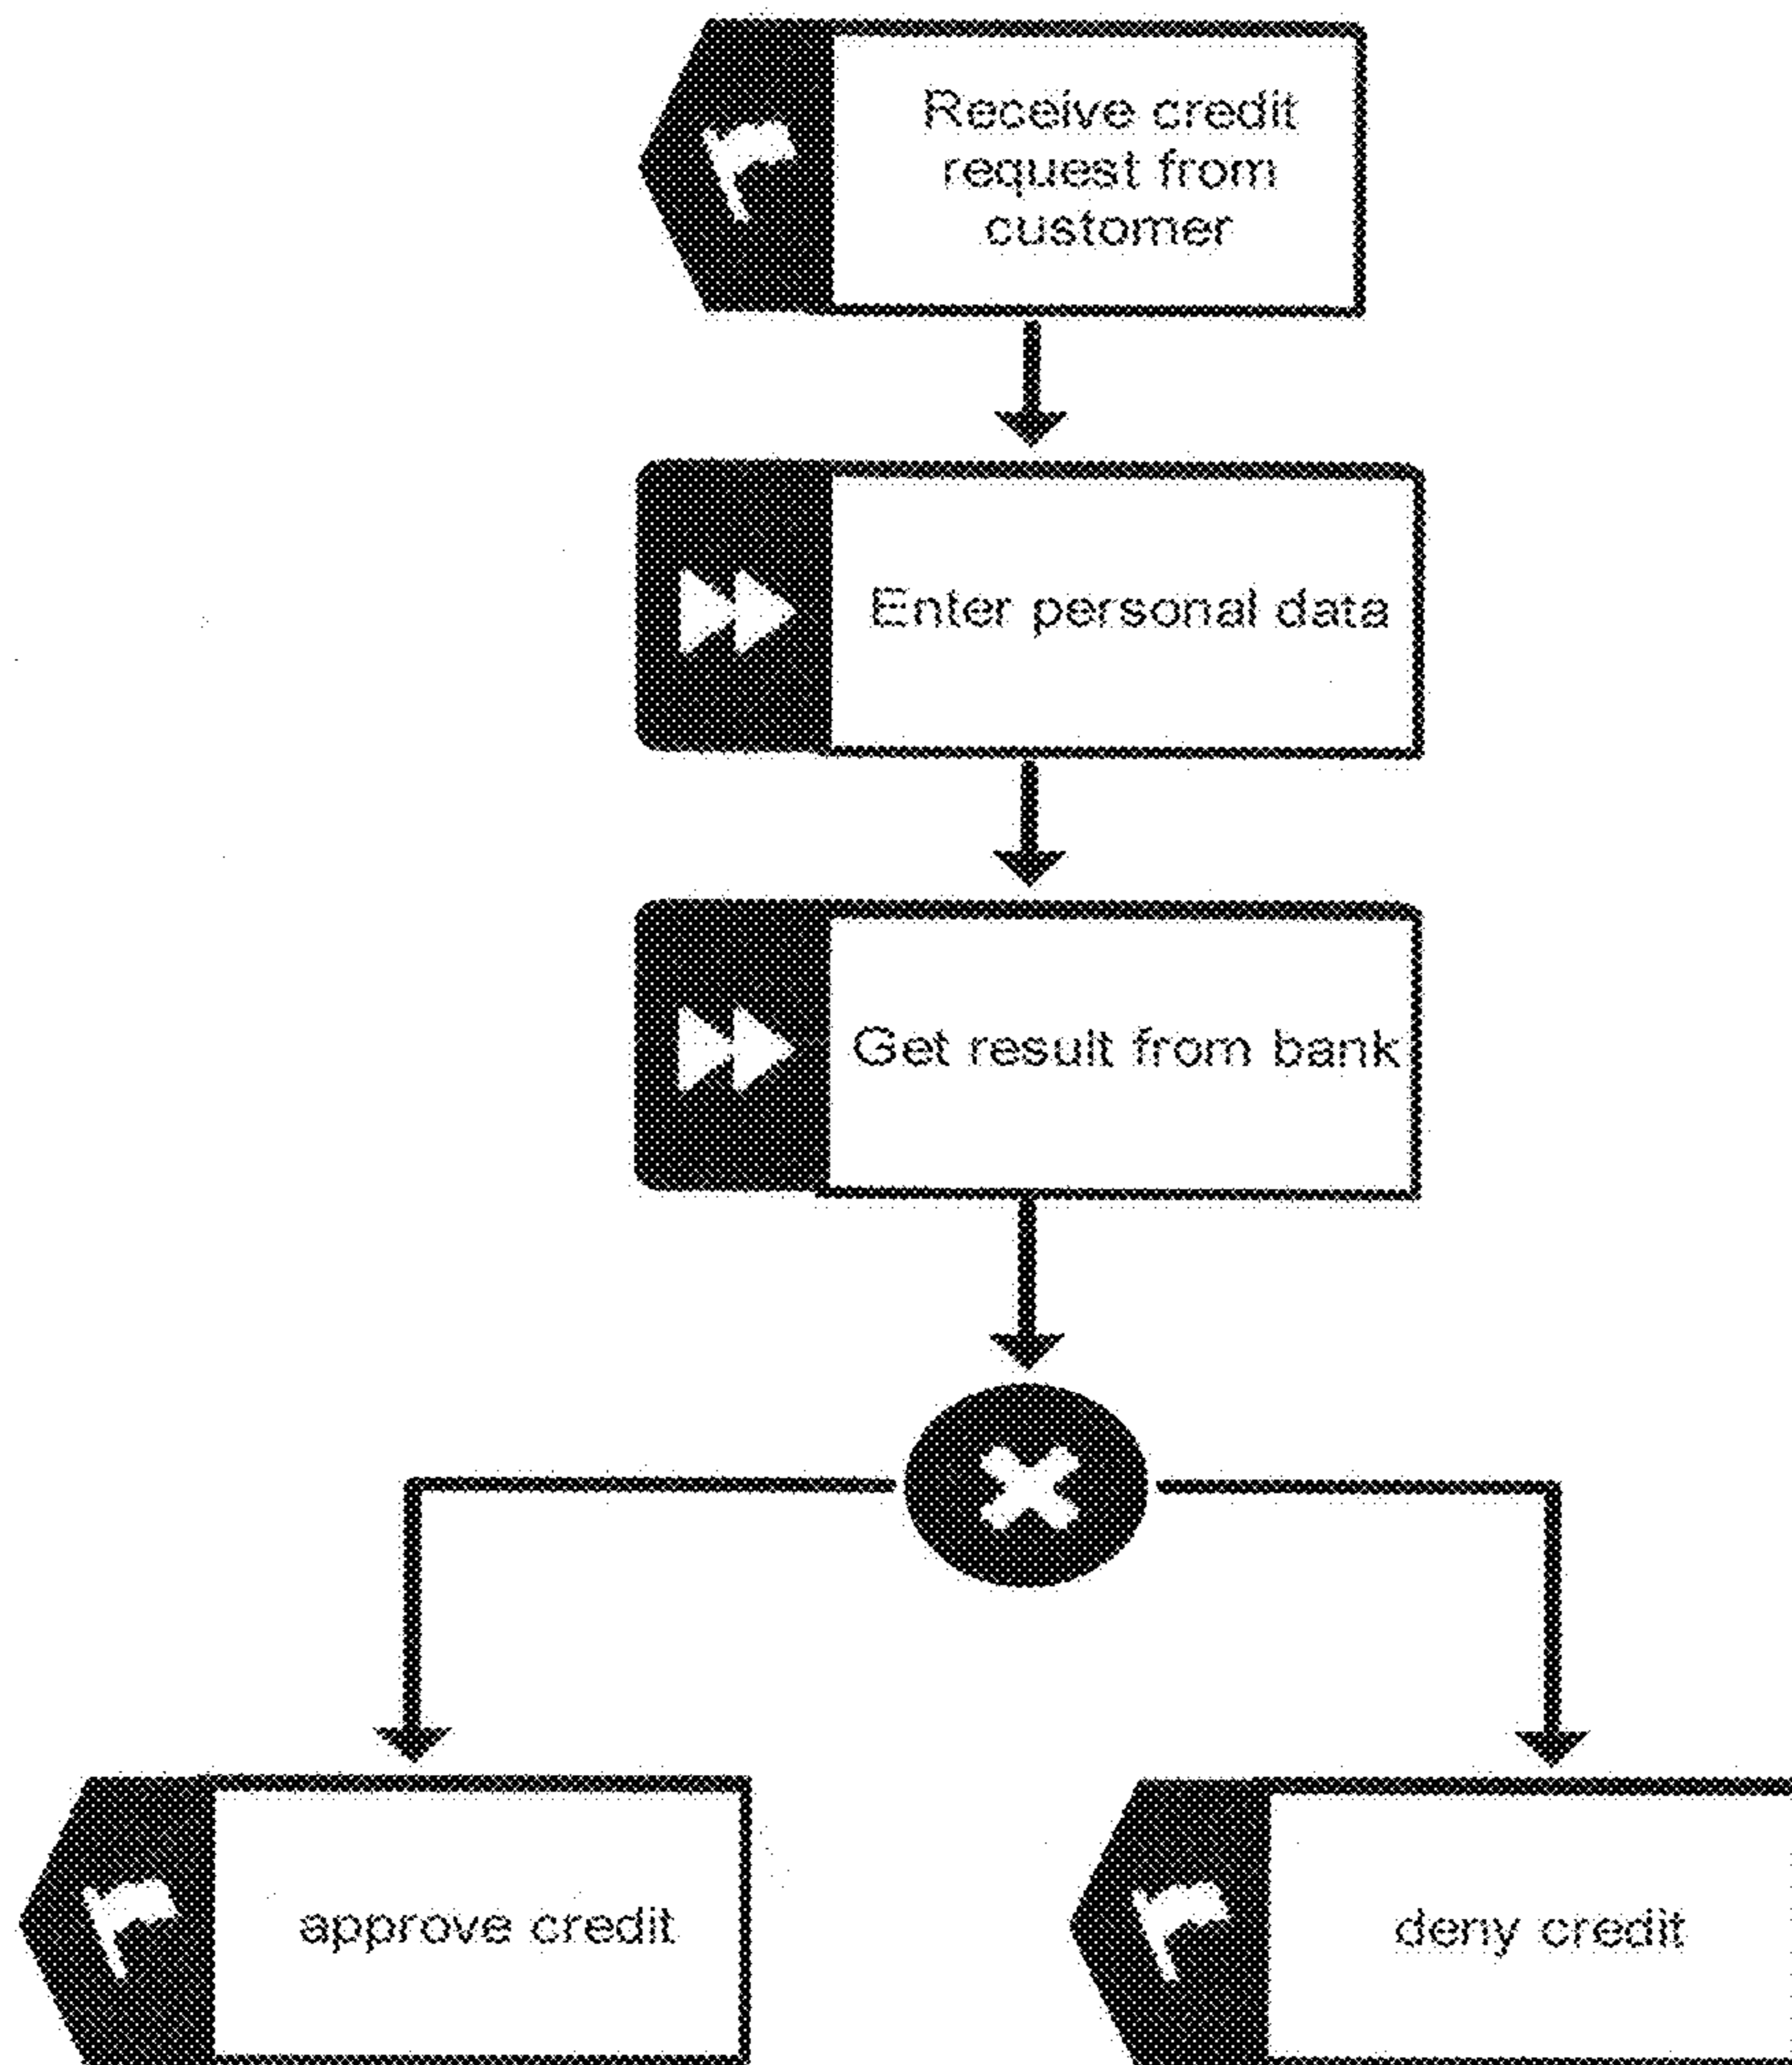 Receive credit
request from
customer
Enter personal data
Get result from bank
approve credit
deny credit